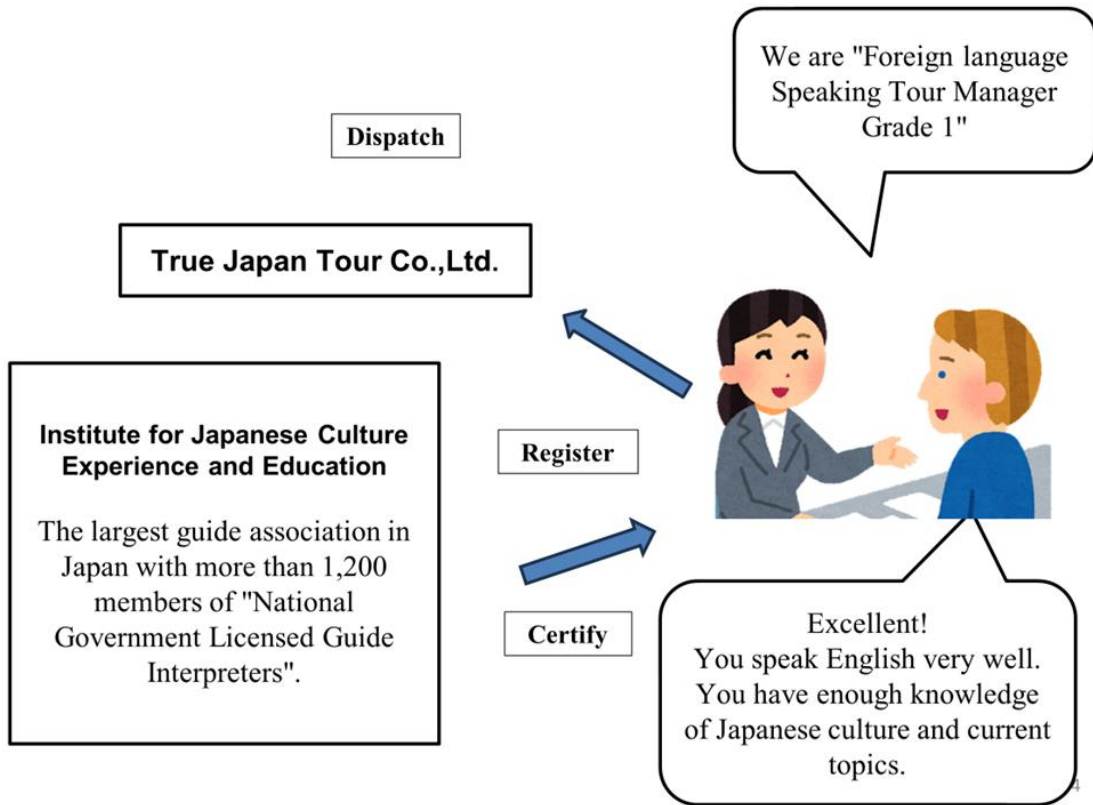 We are "Foreign language
Speaking Tour Manager
Grade 1"
Dispatch
True Japan Tour Co.,Ltd.
Institute for Japanese Culture
Experience and Education
The largest guide association in
Japan with more than 1,200
members of "National
Government Licensed Guide
Interpreters".
Register
Certify
Excellent!
You speak English very well.
You have enough knowledge
of Japanese culture and current
topics.
4